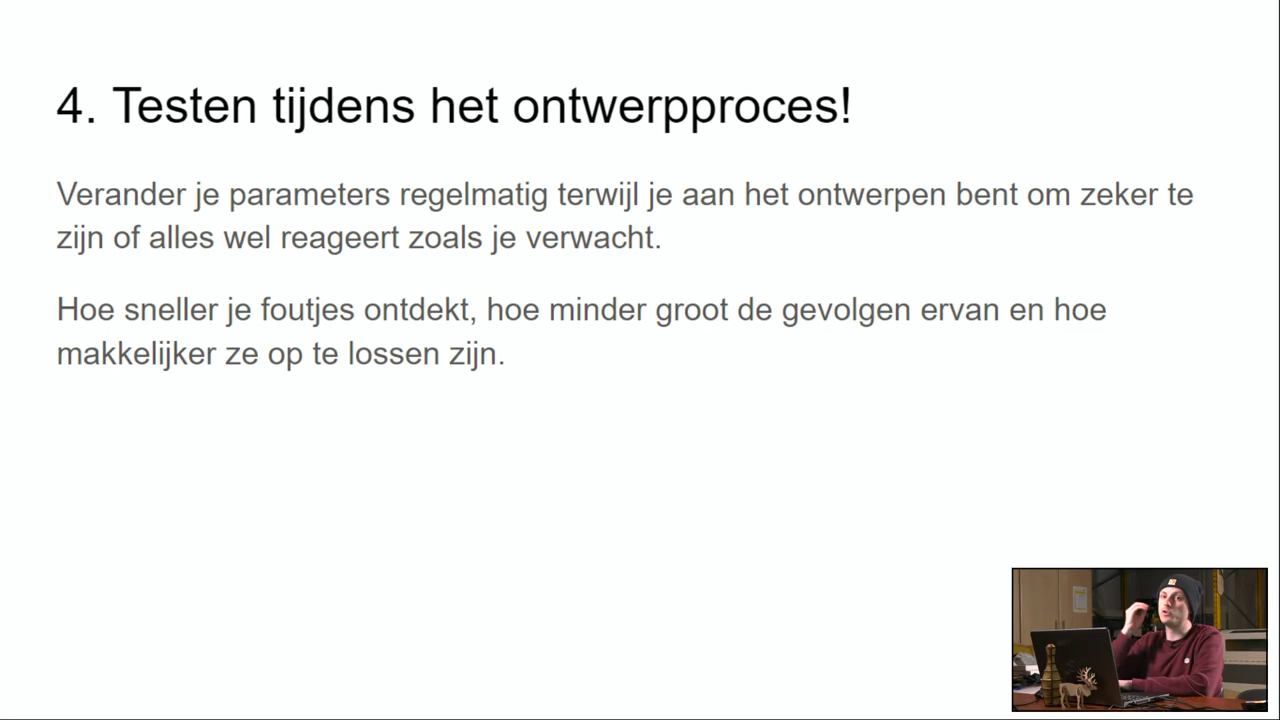 4. Testen tijdens het ontwerpproces!
Verander je parameters regelmatig terwijl je aan het ontwerpen bent om zeker te
zijn of alles wel reageert zoals je verwacht.
Hoe sneller je foutjes ontdekt, hoe minder groot de gevolgen ervan en hoe
makkelijker ze op te lossen zijn.